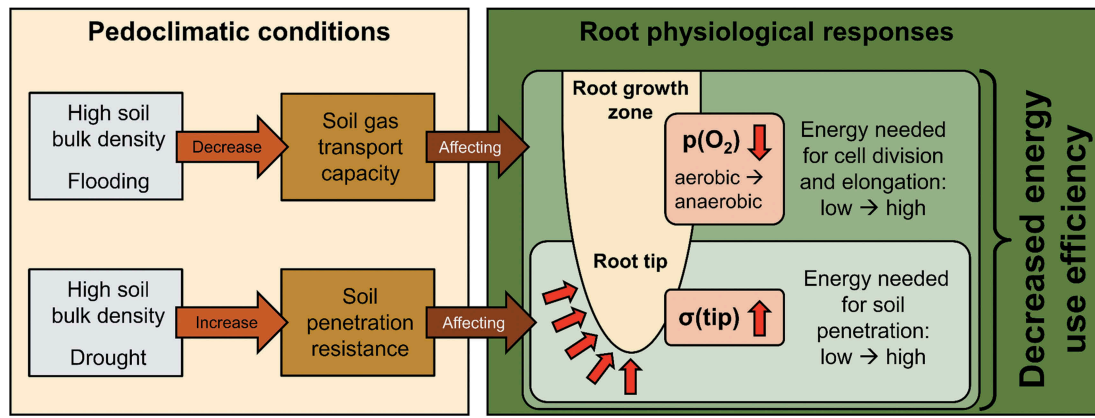 Pedoclimatic conditions
High soil
bulk density
Flooding
Decrease
Soil gas
transport
capacity
Affecting
High soil
bulk density
Drought
Increase
Soil
penetration
resistance
Affecting
Root physiological responses
Root growth
zone
p(O₂)
aerobic →
anaerobic
Energy needed
for cell division
and elongation:
low → high
Root tip
σ(tip)
Energy needed
for soil
penetration:
low → high
Decreased energy
use efficiency